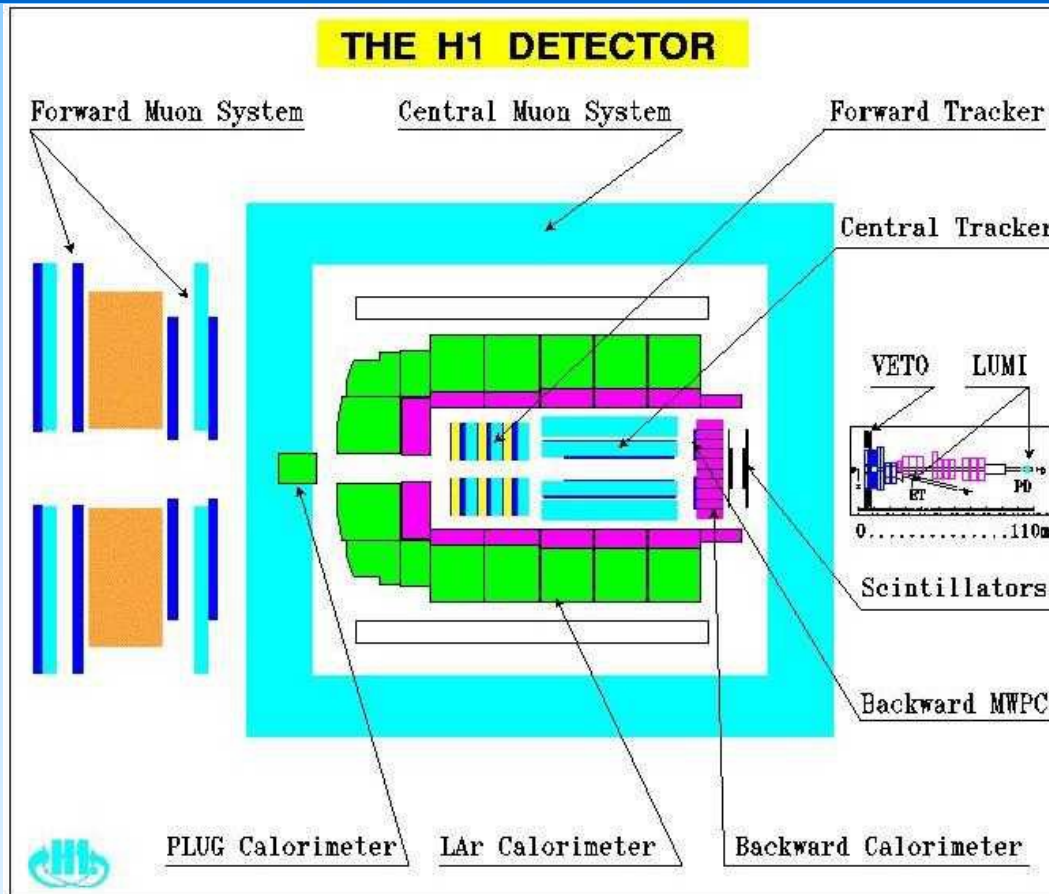 THE H1 DETECTOR
Forward Muon System
Central Muon System
Forward Tracker
Central Tracker
VETO
LUMI
ET
PD
0..............110m
Scintillators
Backward MWPC
PLUG Calorimeter
LAr Calorimeter
Backward Calorimeter
H1